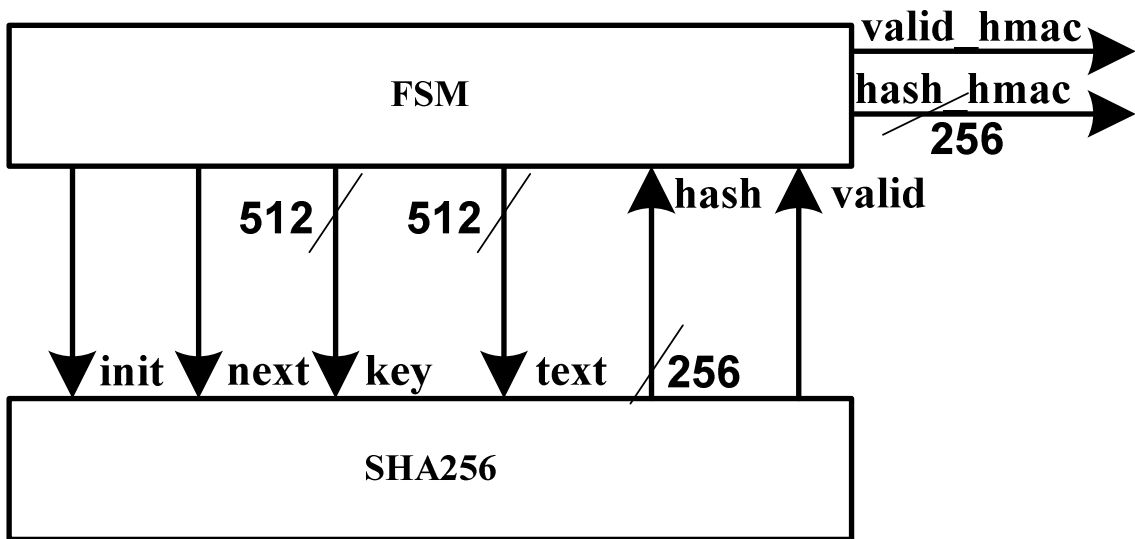 valid_hmac
FSM
hash_hmac
256
hash valid
512 512
init next key text 256
SHA256